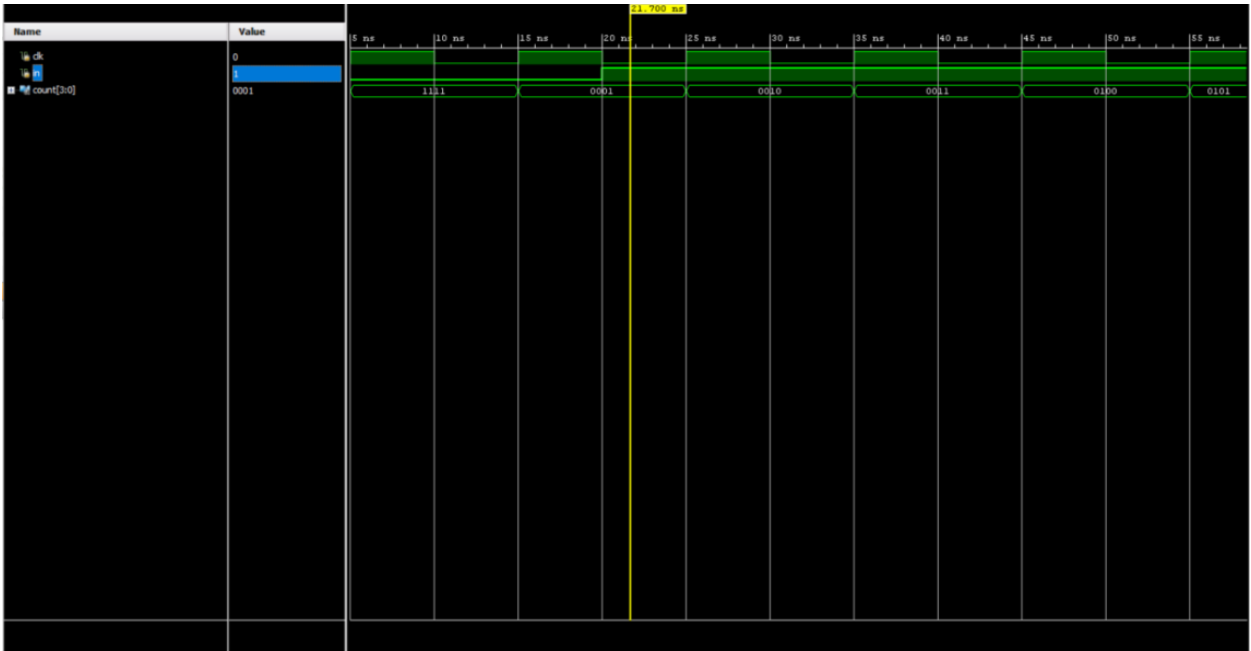 21.700 ns
Name Value 5 ns 10 ns 15 ns 20 ns 25 ns 30 ns 35 ns 40 ns 45 ns 50 ns 55 ns
clk 0
1
count[3:0] 0001 1111 0001 0010 0011 0100 0101